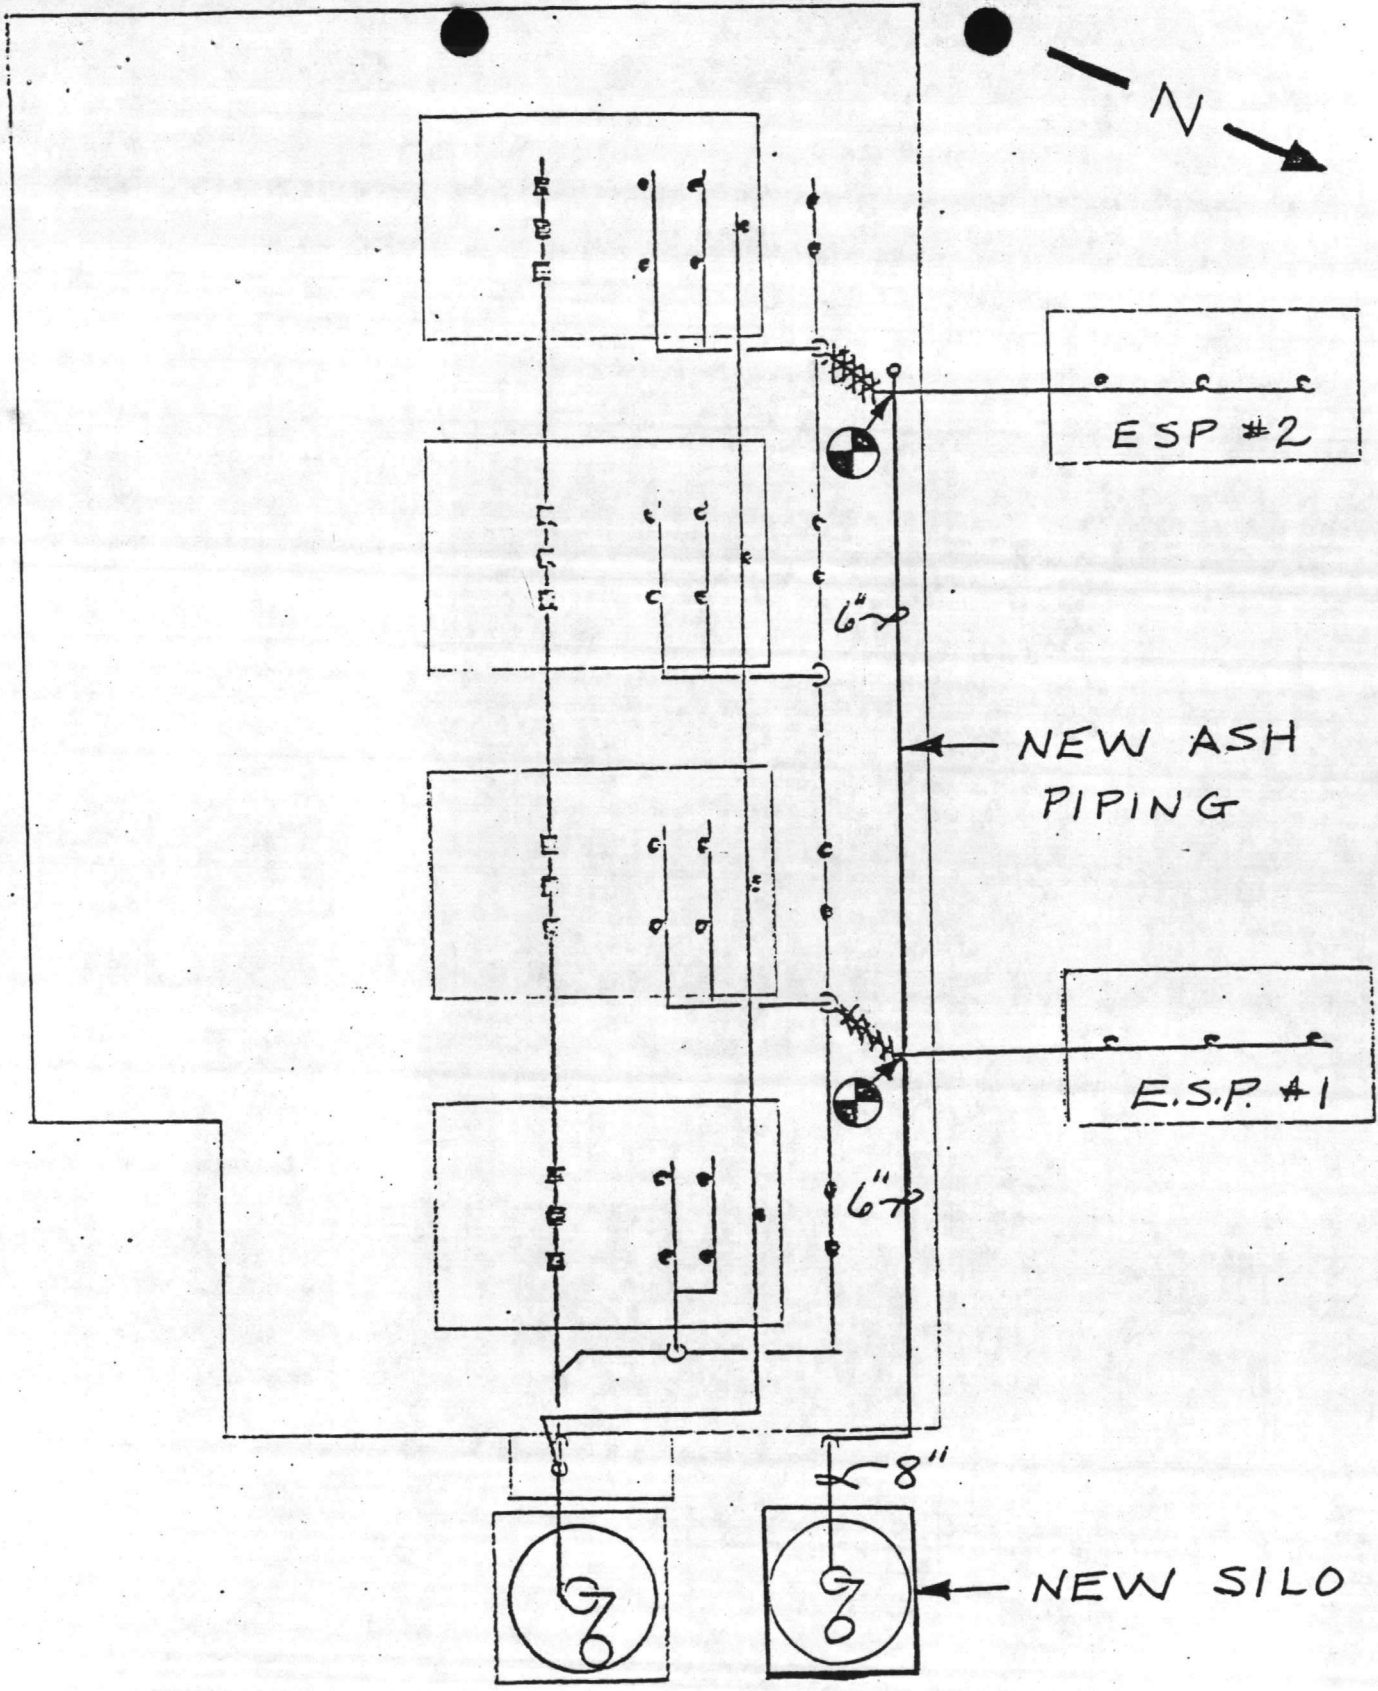 N
ESP #2
6"
NEW ASH
PIPING
E.S.P. #1
6"
8"
NEW SILO